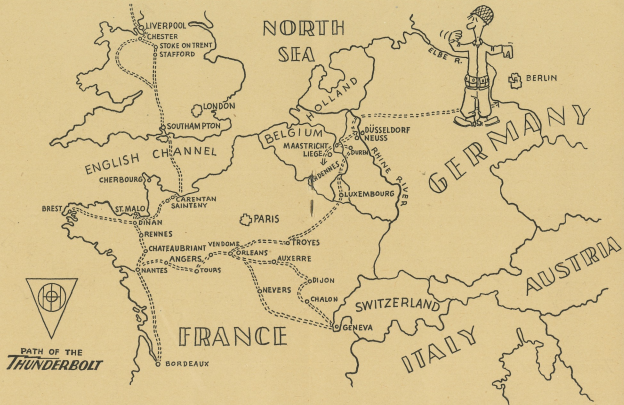 LIVERPOOL
CHESTER
STOKE ON TRENT
STAFFORD
LONDON
SOUTHAMPTON
ENGLISH CHANNEL
NORTH
SEA
HOLLAND
ELBE R.
BERLIN
GERMANY
BELGIUM
DÜSSELDORF
NEUSS
MAASTRICHT
LIEGE
DUREN
ARDENNES
RHINE RIVER
LUXEMBOURG
CHERBOURG
CARENTAN
SAINTENY
BREST
ST. MALO
DINAN
RENNES
PARIS
CHATEAUBRIANT
VENDOME
TROYES
ANGERS
ORLEANS
AUXERRE
NANTES
TOURS
NEVERS
DIJON
CHALON
GENEVA
SWITZERLAND
AUSTRIA
ITALY
FRANCE
BORDEAUX
PATH OF THE
THUNDERBOLT